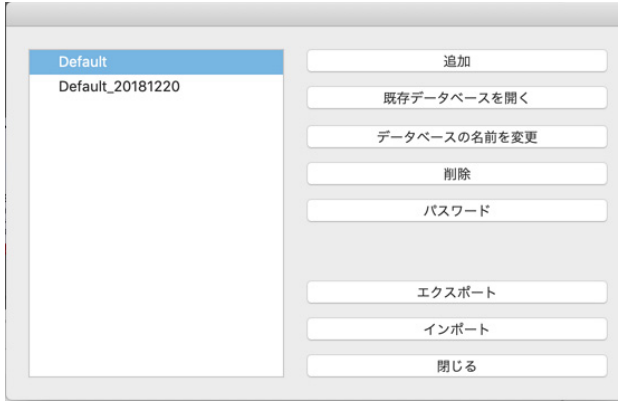 Default
Default_20181220
追加
既存データベースを開く
データベースの名前を変更
削除
パスワード
エクスポート
インポート
閉じる